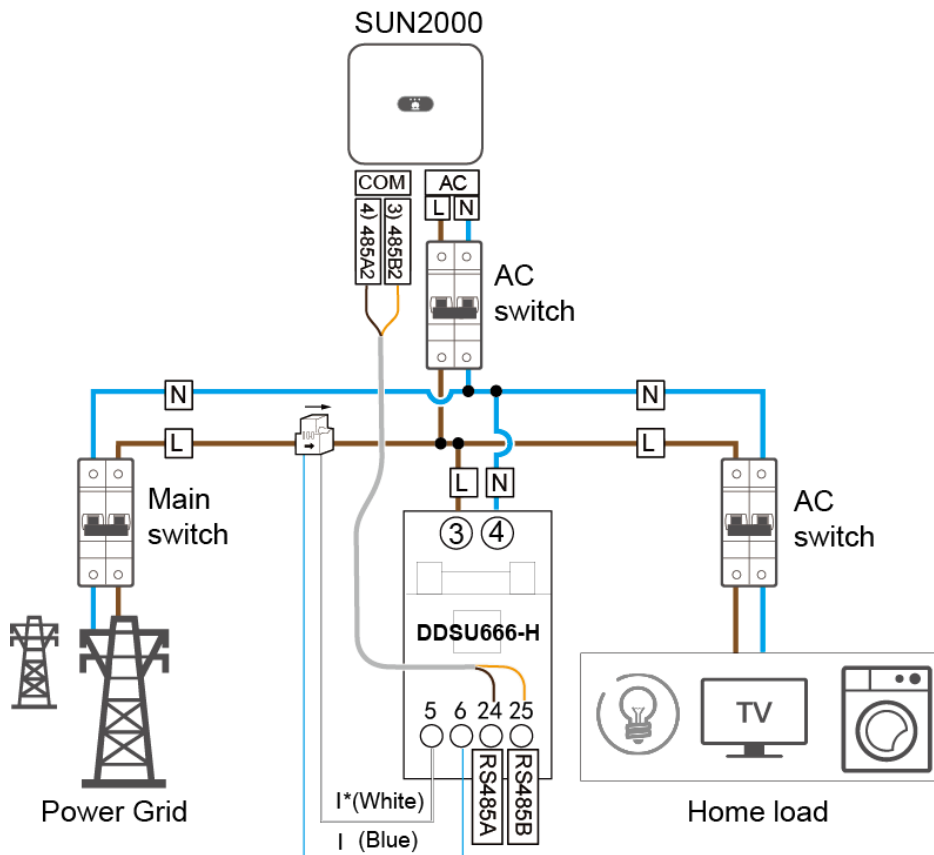 SUN2000
COM
AC
L
N
4) 485A2
3) 485B2
AC
switch
N
N
L
L
Main
switch
L
N
AC
switch
3
4
DDSU666-H
TV
5
6
24
25
RS485A
RS485B
I*(White)
I (Blue)
Power Grid
Home load